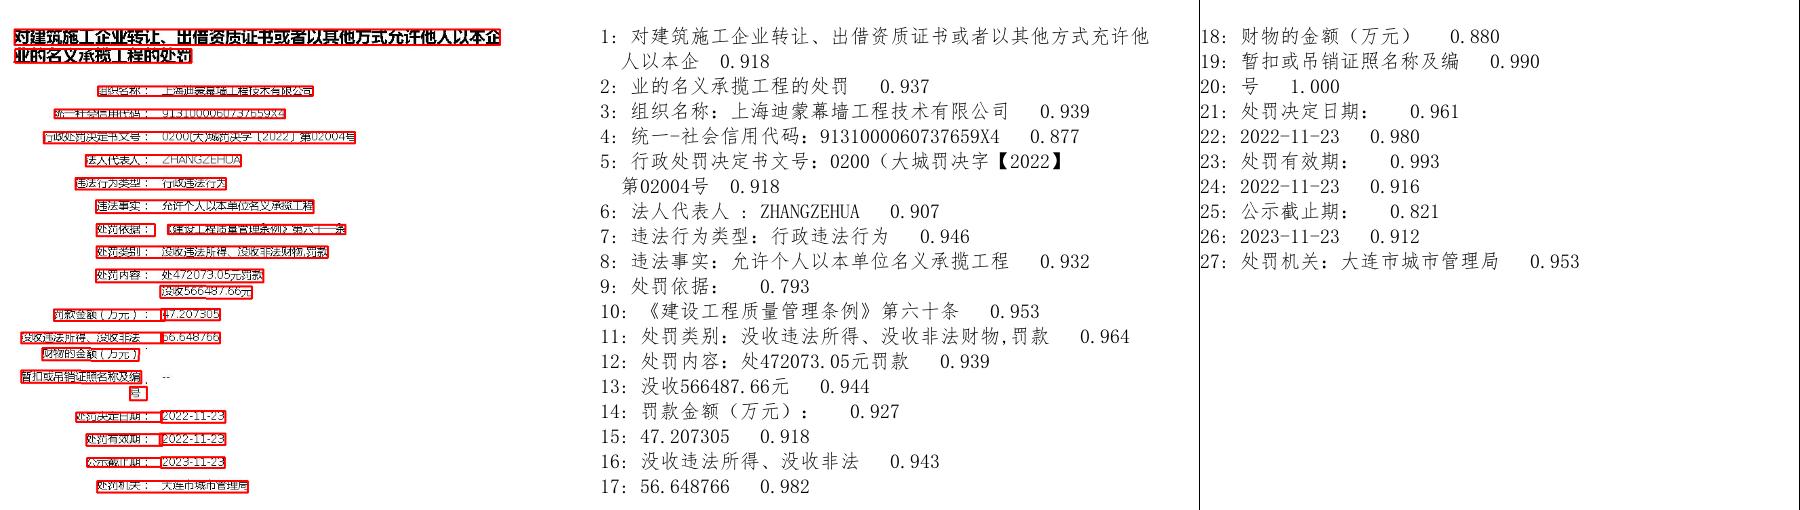 对建筑施工企业转让、出借资质证书或者以其他方式允许他人以本企
业的名义承揽工程的处罚
组织名称： 上海迪蒙幕墙工程技术有限公司
统一社会信用代码： 9131000060737659X4
行政处罚决定书文号： 0200(大)城罚决字〔2022〕第02004号
法人代表人： ZHANGZEHUA
违法行为类型： 行政违法行为
违法事实： 允许个人以本单位名义承揽工程
处罚依据： 《建设工程质量管理条例》第六十一条
处罚类别： 没收违法所得、没收非法财物,罚款
处罚内容： 处472073.05元罚款
没收566487.66元
罚款金额（万元）： 47.207305
没收违法所得、没收非法 56.648766
财物的金额（万元）
暂扣或吊销证照名称及编 --
号
处罚决定日期： 2022-11-23
处罚有效期： 2022-11-23
公示截止期： 2023-11-23
处罚机关： 大连市城市管理局
1: 对建筑施工企业转让、出借资质证书或者以其他方式充许他
人以本企 0.918
2: 业的名义承揽工程的处罚 0.937
3: 组织名称：上海迪蒙幕墙工程技术有限公司 0.939
4: 统一-社会信用代码：9131000060737659X4 0.877
5: 行政处罚决定书文号：0200（大城罚决字【2022】
第02004号 0.918
6: 法人代表人 : ZHANGZEHUA 0.907
7: 违法行为类型：行政违法行为 0.946
8: 违法事实：允许个人以本单位名义承揽工程 0.932
9: 处罚依据： 0.793
10: 《建设工程质量管理条例》第六十条 0.953
11: 处罚类别：没收违法所得、没收非法财物,罚款 0.964
12: 处罚内容：处472073.05元罚款 0.939
13: 没收566487.66元 0.944
14: 罚款金额（万元）： 0.927
15: 47.207305 0.918
16: 没收违法所得、没收非法 0.943
17: 56.648766 0.982
18: 财物的金额（万元） 0.880
19: 暂扣或吊销证照名称及编 0.990
20: 号 1.000
21: 处罚决定日期： 0.961
22: 2022-11-23 0.980
23: 处罚有效期： 0.993
24: 2022-11-23 0.916
25: 公示截止期： 0.821
26: 2023-11-23 0.912
27: 处罚机关：大连市城市管理局 0.953